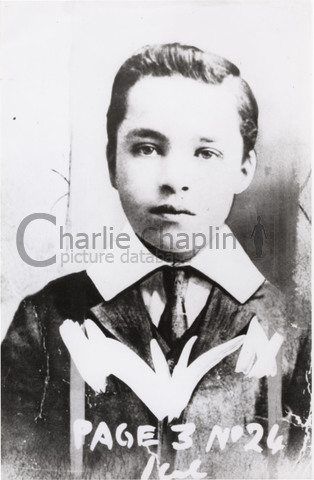 Charlie Chaplin
picture database
PAGE 3 Nº 24